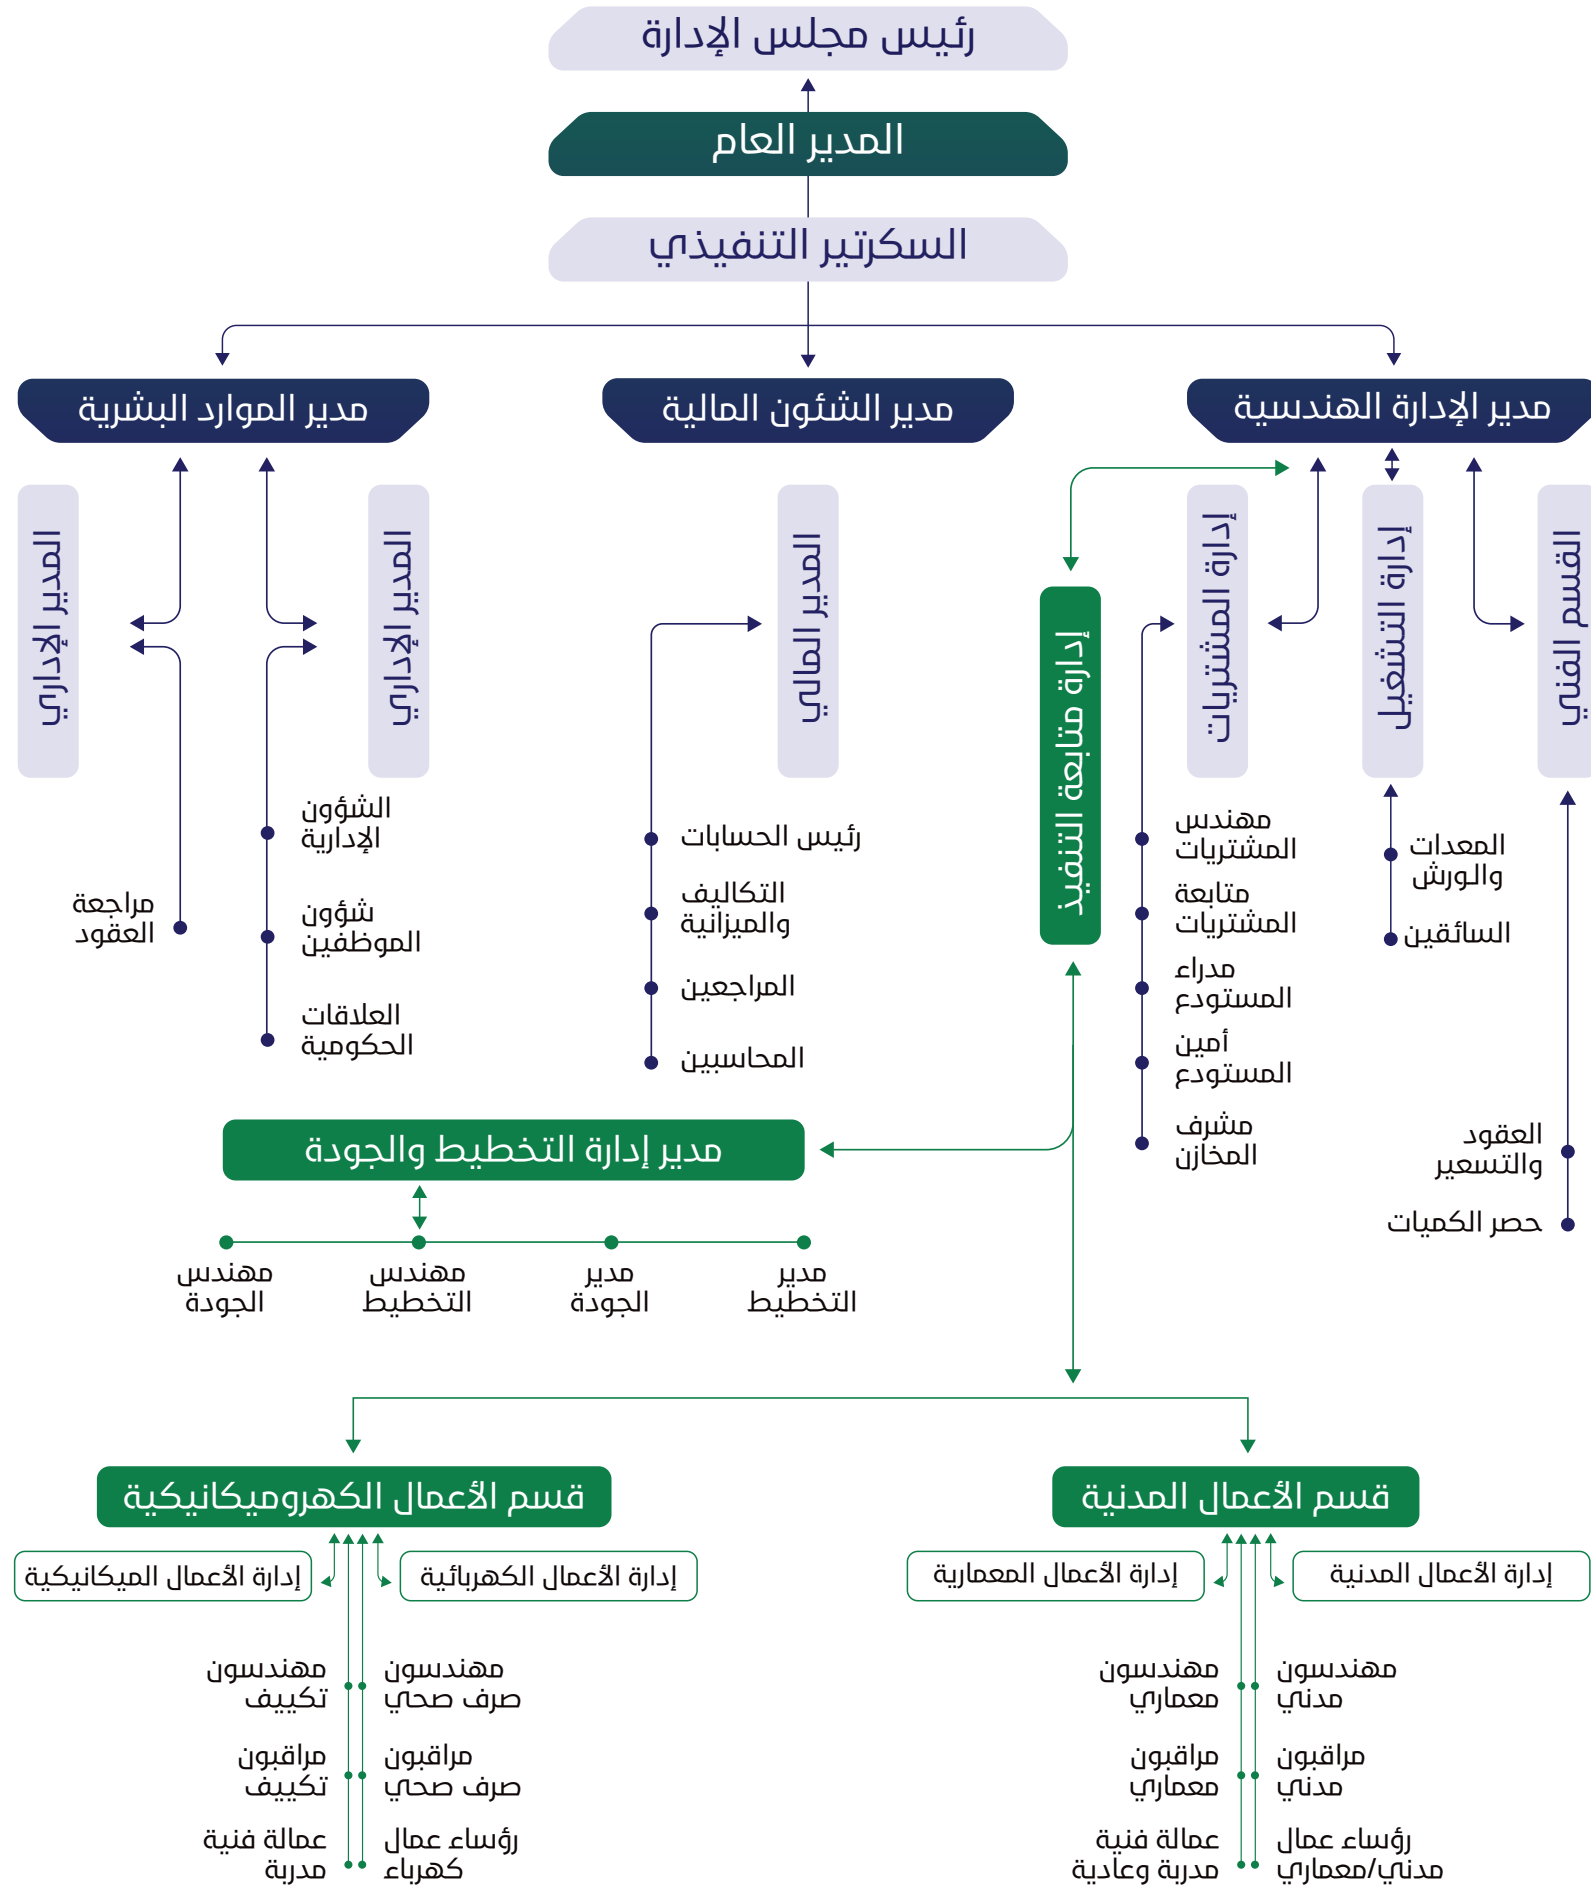 رئيس مجلس الإدارة
المدير العام
السكرتير التنفيذي
مدير الإدارة الهندسية
مدير الشئون المالية
مدير الموارد البشرية
القسم الفني
إدارة التشغيل
إدارة المشتريات
إدارة متابعة التنفيذ
المدير المالي
المدير الإداري
المدير الإداري
العقود
والتسعير
حصر الكميات
المعدات
والورش
السائقين
مهندس
المشتريات
متابعة
المشتريات
مدراء
المستودع
أمين
المستودع
مشرف
المخازن
رئيس الحسابات
التكاليف
والميزانية
المراجعين
المحاسبين
الشؤون
الإدارية
شؤون
الموظفين
العلاقات
الحكومية
مراجعة
العقود
مدير إدارة التخطيط والجودة
مدير
التخطيط
مدير
الجودة
مهندس
التخطيط
مهندس
الجودة
قسم الأعمال المدنية
إدارة الأعمال المدنية
إدارة الأعمال المعمارية
مهندسون
مدني
مراقبون
مدني
رؤساء عمال
مدني/معماري
مهندسون
معماري
مراقبون
معماري
عمالة فنية
مدربة وعادية
قسم الأعمال الكهروميكانيكية
إدارة الأعمال الكهربائية
إدارة الأعمال الميكانيكية
مهندسون
صرف صحي
مراقبون
صرف صحي
رؤساء عمال
كهرباء
مهندسون
تكييف
مراقبون
تكييف
عمالة فنية
مدربة